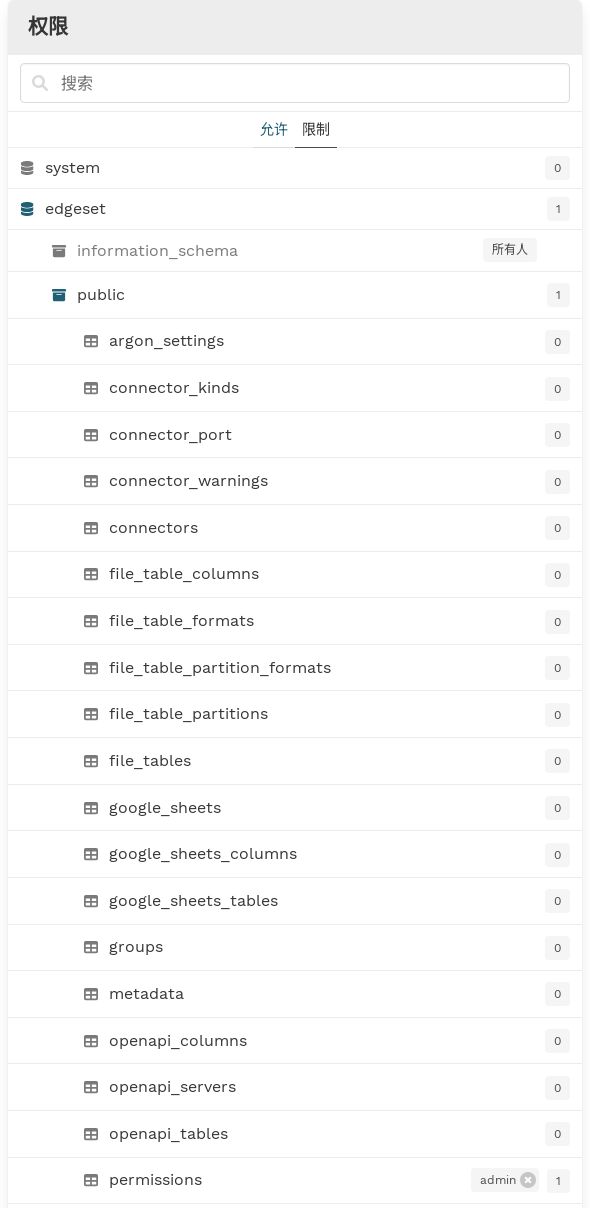 权限
搜索
允许 限制
system 0
edgeset 1
information_schema 所有人
public 1
argon_settings 0
connector_kinds 0
connector_port 0
connector_warnings 0
connectors 0
file_table_columns 0
file_table_formats 0
file_table_partition_formats 0
file_table_partitions 0
file_tables 0
google_sheets 0
google_sheets_columns 0
google_sheets_tables 0
groups 0
metadata 0
openapi_columns 0
openapi_servers 0
openapi_tables 0
permissions admin 1